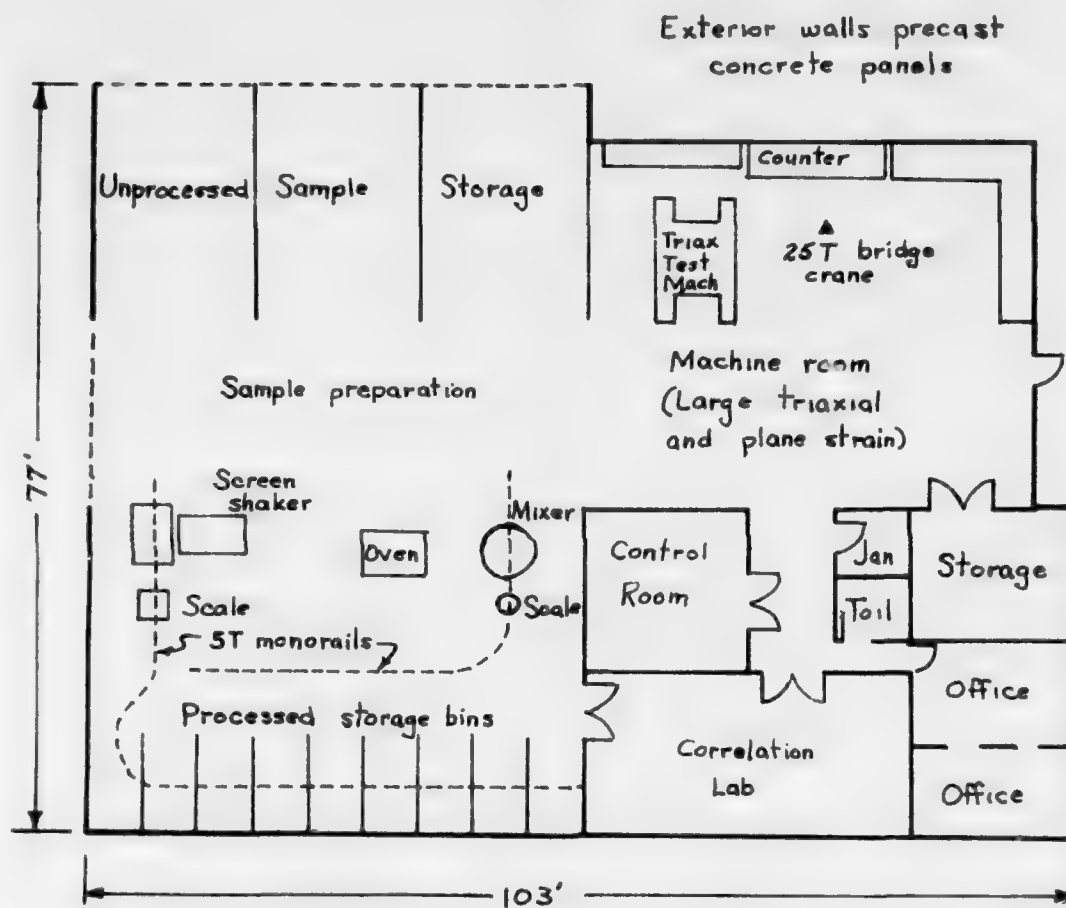 Exterior walls precast
concrete panels
Unprocessed Sample Storage
Counter
Triax
Test
Mach
25T bridge
crane
Machine room
(Large triaxial
and plane strain)
Sample preparation
77'
Screen
shaker
Mixer
Oven
Control
Room
Jan
Storage
Scale
Scale
Toil
5T monorails
Processed storage bins
Office
Correlation
Lab
Office
103'